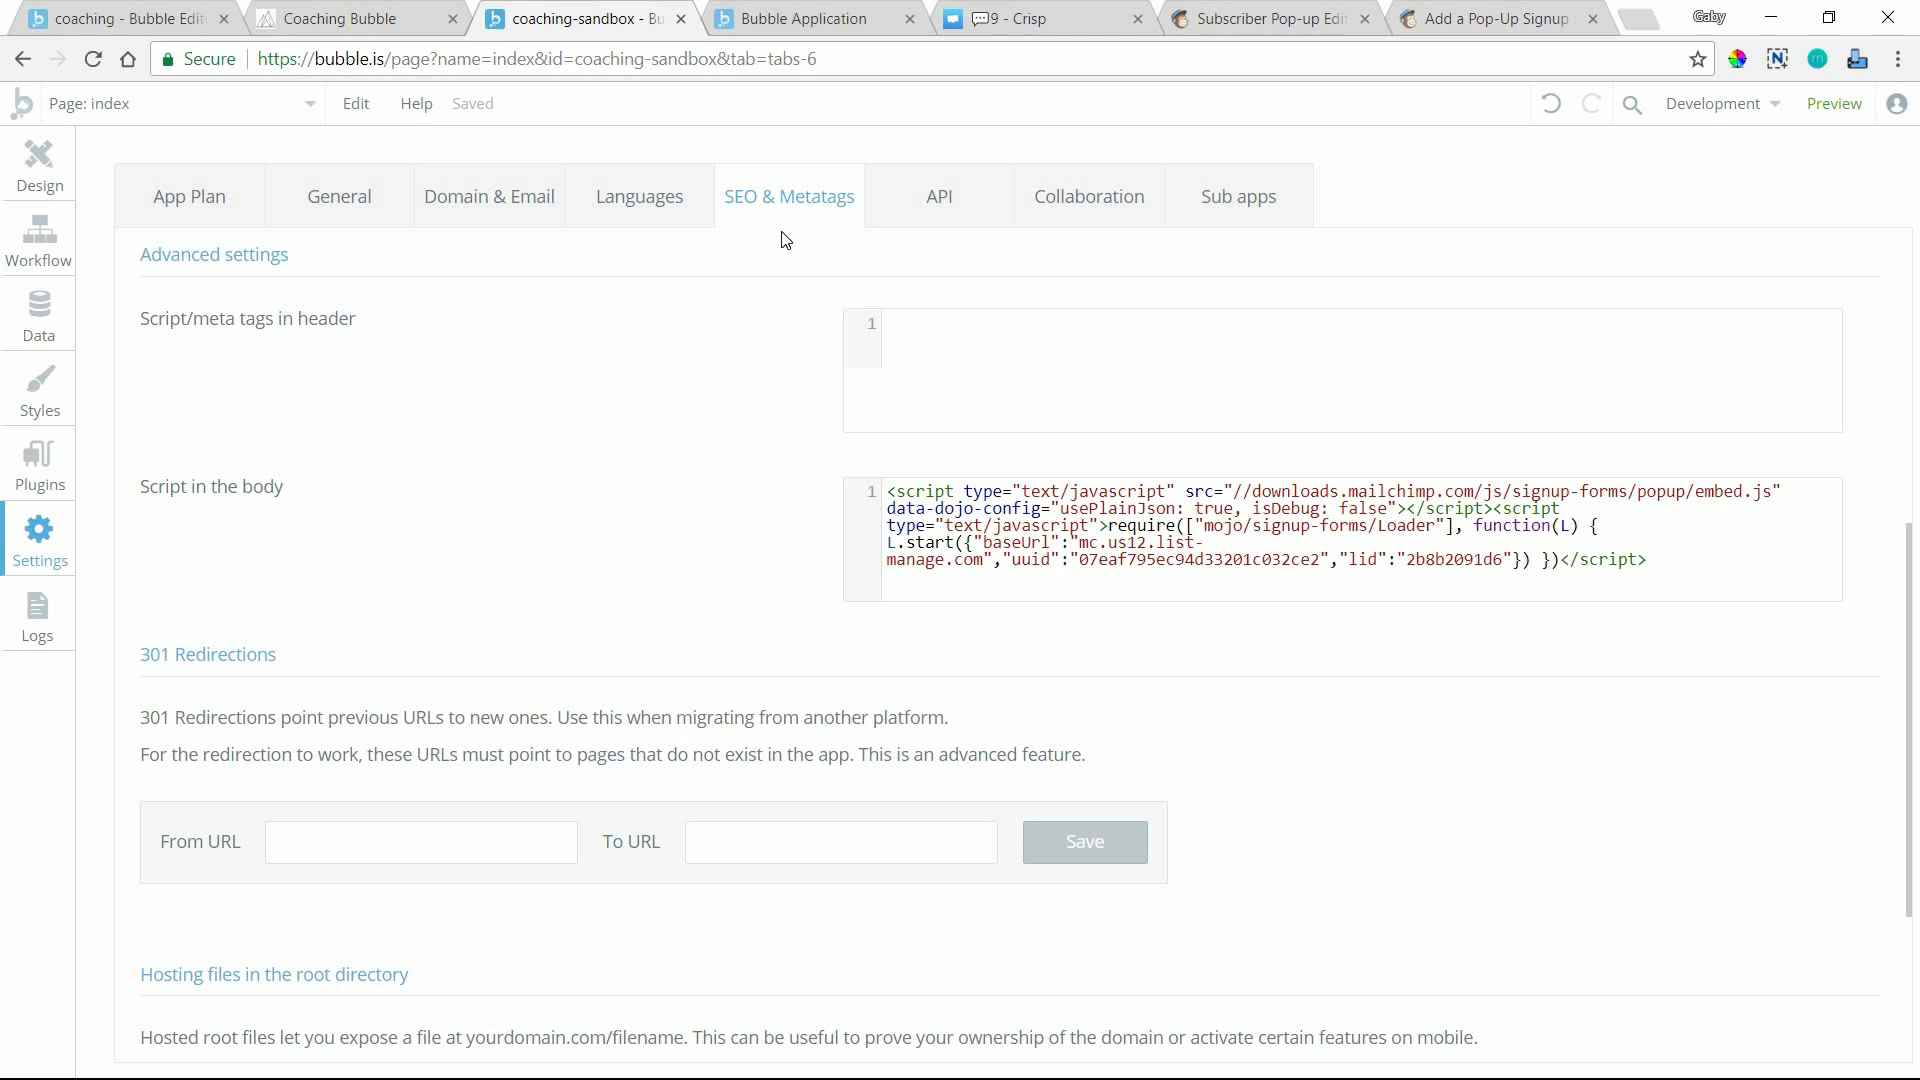 coaching - Bubble Edit
Coaching Bubble
coaching-sandbox - Bu
Bubble Application
9 - Crisp
Subscriber Pop-up Edi
Add a Pop-Up Signup
Gaby
Secure
https://bubble.is/page?name=index&id=coaching-sandbox&tab=tabs-6
Page: index
Edit
Help
Saved
Development
Preview
Design
Workflow
Data
Styles
Plugins
Settings
Logs
App Plan
General
Domain & Email
Languages
SEO & Metatags
API
Collaboration
Sub apps
Advanced settings
Script/meta tags in header
1
Script in the body
1
<script type="text/javascript" src="//downloads.mailchimp.com/js/signup-forms/popup/embed.js"
data-dojo-config="usePlainJson: true, isDebug: false"></script><script
type="text/javascript">require(["mojo/signup-forms/Loader"], function(L) {
L.start({"baseUrl":"mc.us12.list-
manage.com","uuid":"07eaf795ec94d33201c032ce2","lid":"2b8b2091d6"}) })</script>
301 Redirections
301 Redirections point previous URLs to new ones. Use this when migrating from another platform.
For the redirection to work, these URLs must point to pages that do not exist in the app. This is an advanced feature.
From URL
To URL
Save
Hosting files in the root directory
Hosted root files let you expose a file at yourdomain.com/filename. This can be useful to prove your ownership of the domain or activate certain features on mobile.